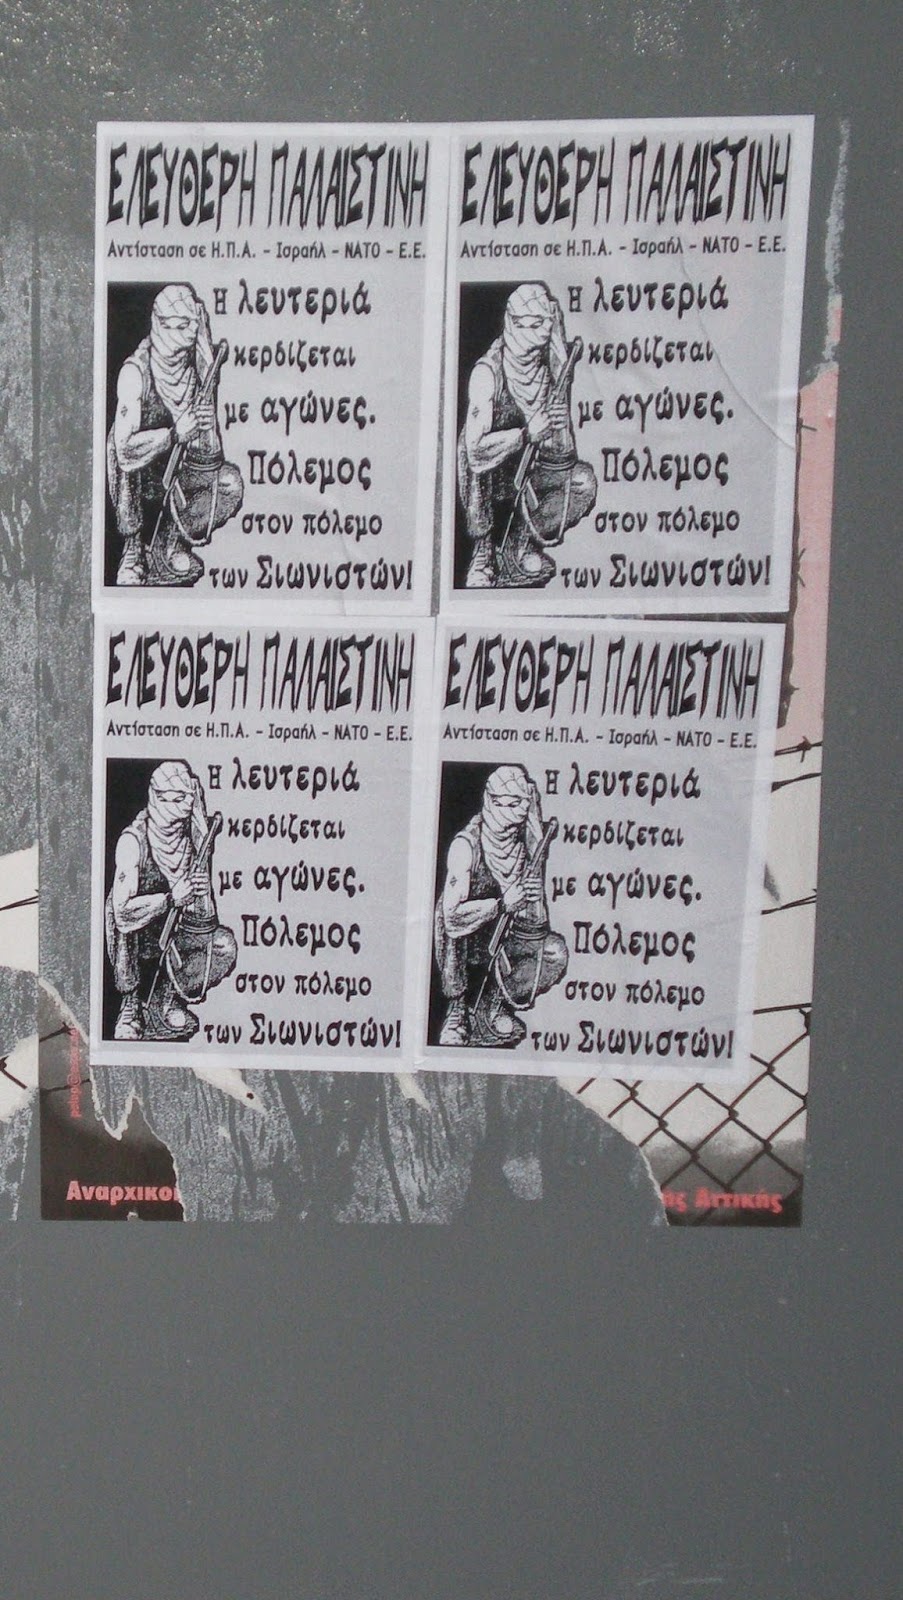 ΕΛΕΥΘΕΡΗ ΠΑΛΑΙΣΤΙΝΗ
Αντίσταση σε Η.Π.Α. - Ισραήλ - ΝΑΤΟ - Ε.Ε.
Η λευτεριά
κερδίζεται
με αγώνες.
Πόλεμος
στον πόλεμο
των Σιωνιστών!
ΕΛΕΥΘΕΡΗ ΠΑΛΑΙΣΤΙΝΗ
Αντίσταση σε Η.Π.Α. - Ισραήλ - ΝΑΤΟ - Ε.Ε.
Η λευτεριά
κερδίζεται
με αγώνες.
Πόλεμος
στον πόλεμο
των Σιωνιστών!
ΕΛΕΥΘΕΡΗ ΠΑΛΑΙΣΤΙΝΗ
Αντίσταση σε Η.Π.Α. - Ισραήλ - ΝΑΤΟ - Ε.Ε.
Η λευτεριά
κερδίζεται
με αγώνες.
Πόλεμος
στον πόλεμο
των Σιωνιστών!
ΕΛΕΥΘΕΡΗ ΠΑΛΑΙΣΤΙΝΗ
Αντίσταση σε Η.Π.Α. - Ισραήλ - ΝΑΤΟ - Ε.Ε.
Η λευτεριά
κερδίζεται
με αγώνες.
Πόλεμος
στον πόλεμο
των Σιωνιστών!
Αναρχικοι ης Αττικής